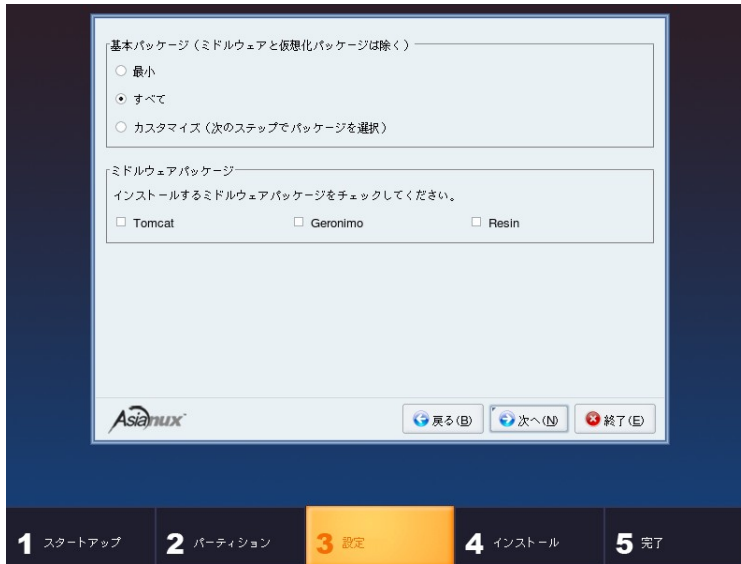 基本パッケージ（ミドルウェアと仮想化パッケージは除く）
最小
すべて
カスタマイズ（次のステップでパッケージを選択）
ミドルウェアパッケージ
インストールするミドルウェアパッケージをチェックしてください。
Tomcat Geronimo Resin
Asianux 戻る(B) 次へ(N) 終了(E)
1 スタートアップ 2 パーティション 3 設定 4 インストール 5 完了